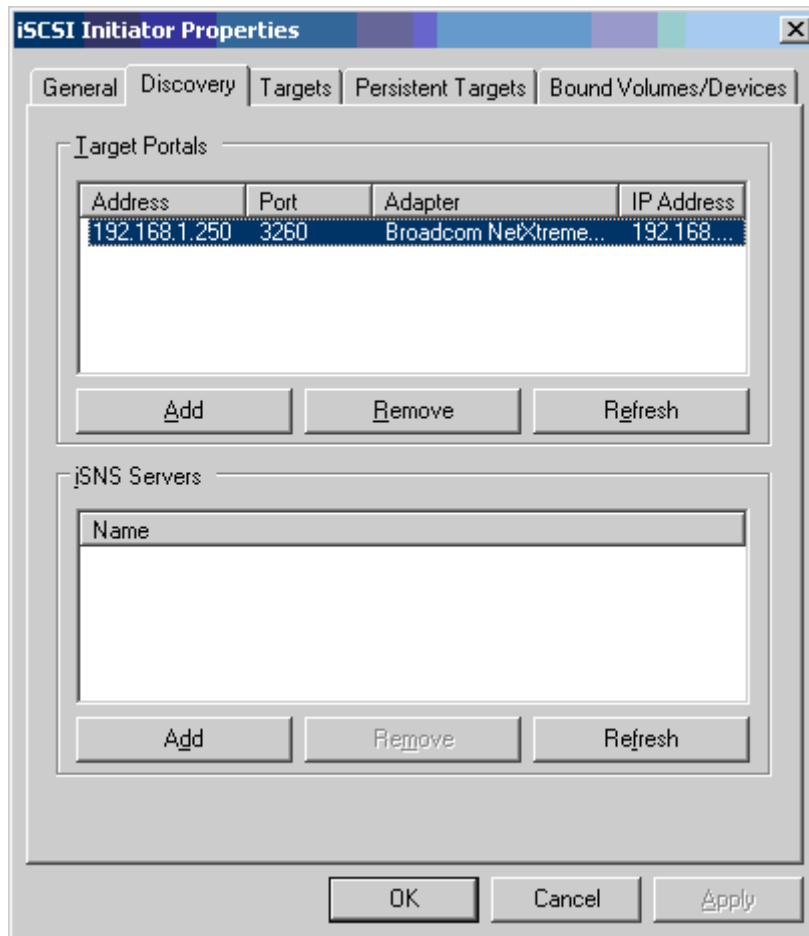 iSCSI Initiator Properties
General Discovery Targets Persistent Targets Bound Volumes/Devices
Target Portals
Address Port Adapter IP Address
192.168.1.250 3260 Broadcom NetXtreme... 192.168....
Add Remove Refresh
iSNS Servers
Name
Add Remove Refresh
OK Cancel Apply